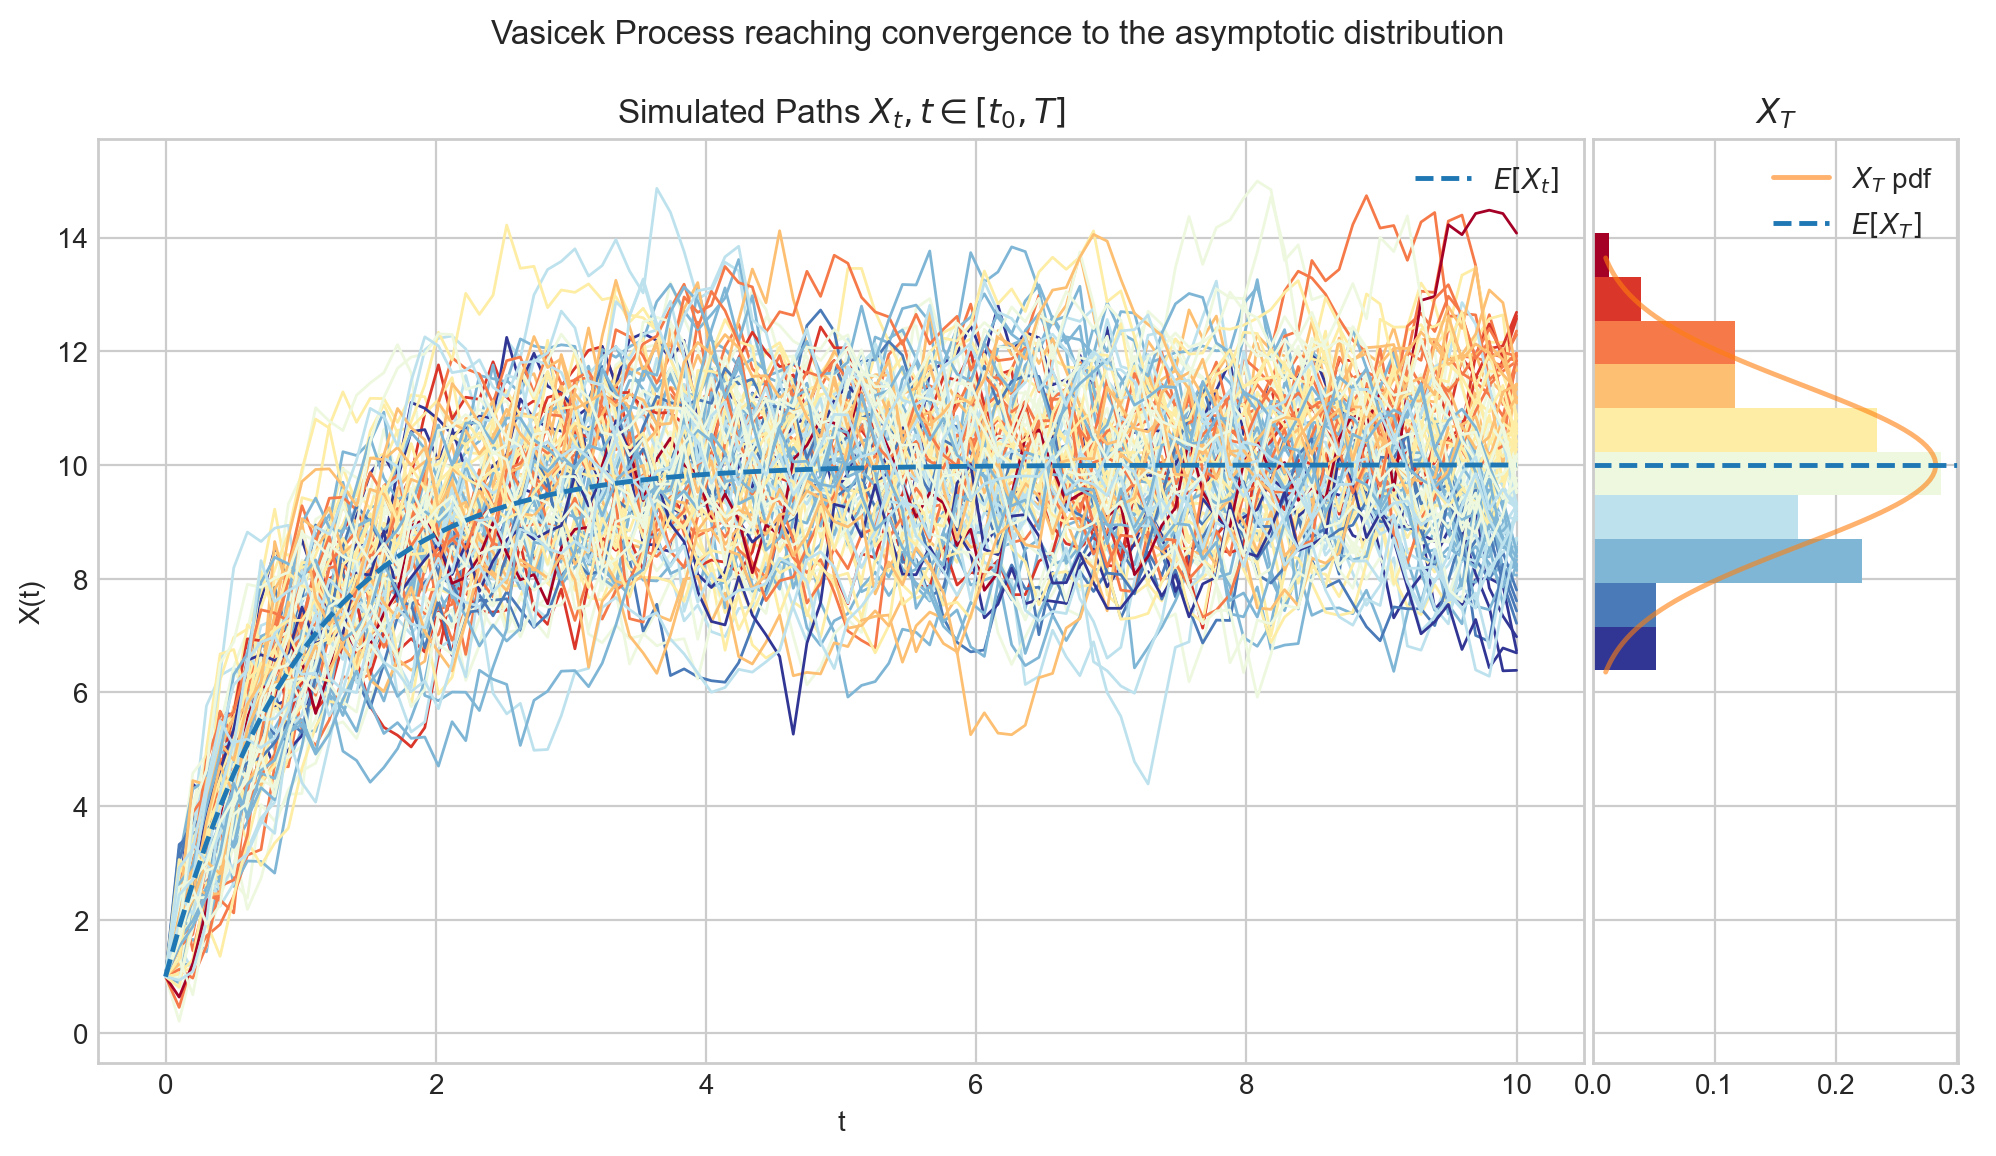 Vasicek Process reaching convergence to the asymptotic distribution
Simulated Paths $X_t, t \in [t_0, T]$
$X_T$
$E[X_t]$
$X_T$ pdf
$E[X_T]$
X(t)
14
12
10
8
6
4
2
0
0 2 4 6 8 10
0.0 0.1 0.2 0.3
t